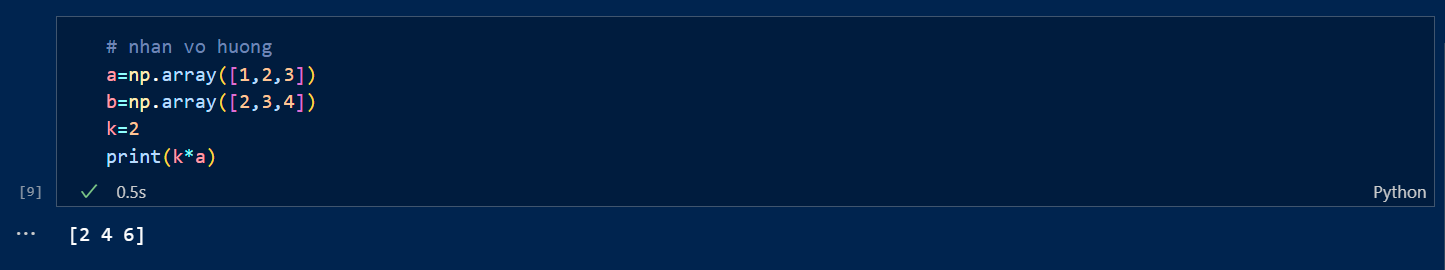 # nhan vo huong
a=np.array([1,2,3])
b=np.array([2,3,4])
k=2
print(k*a)
[9]
0.5s
Python
...
[2 4 6]